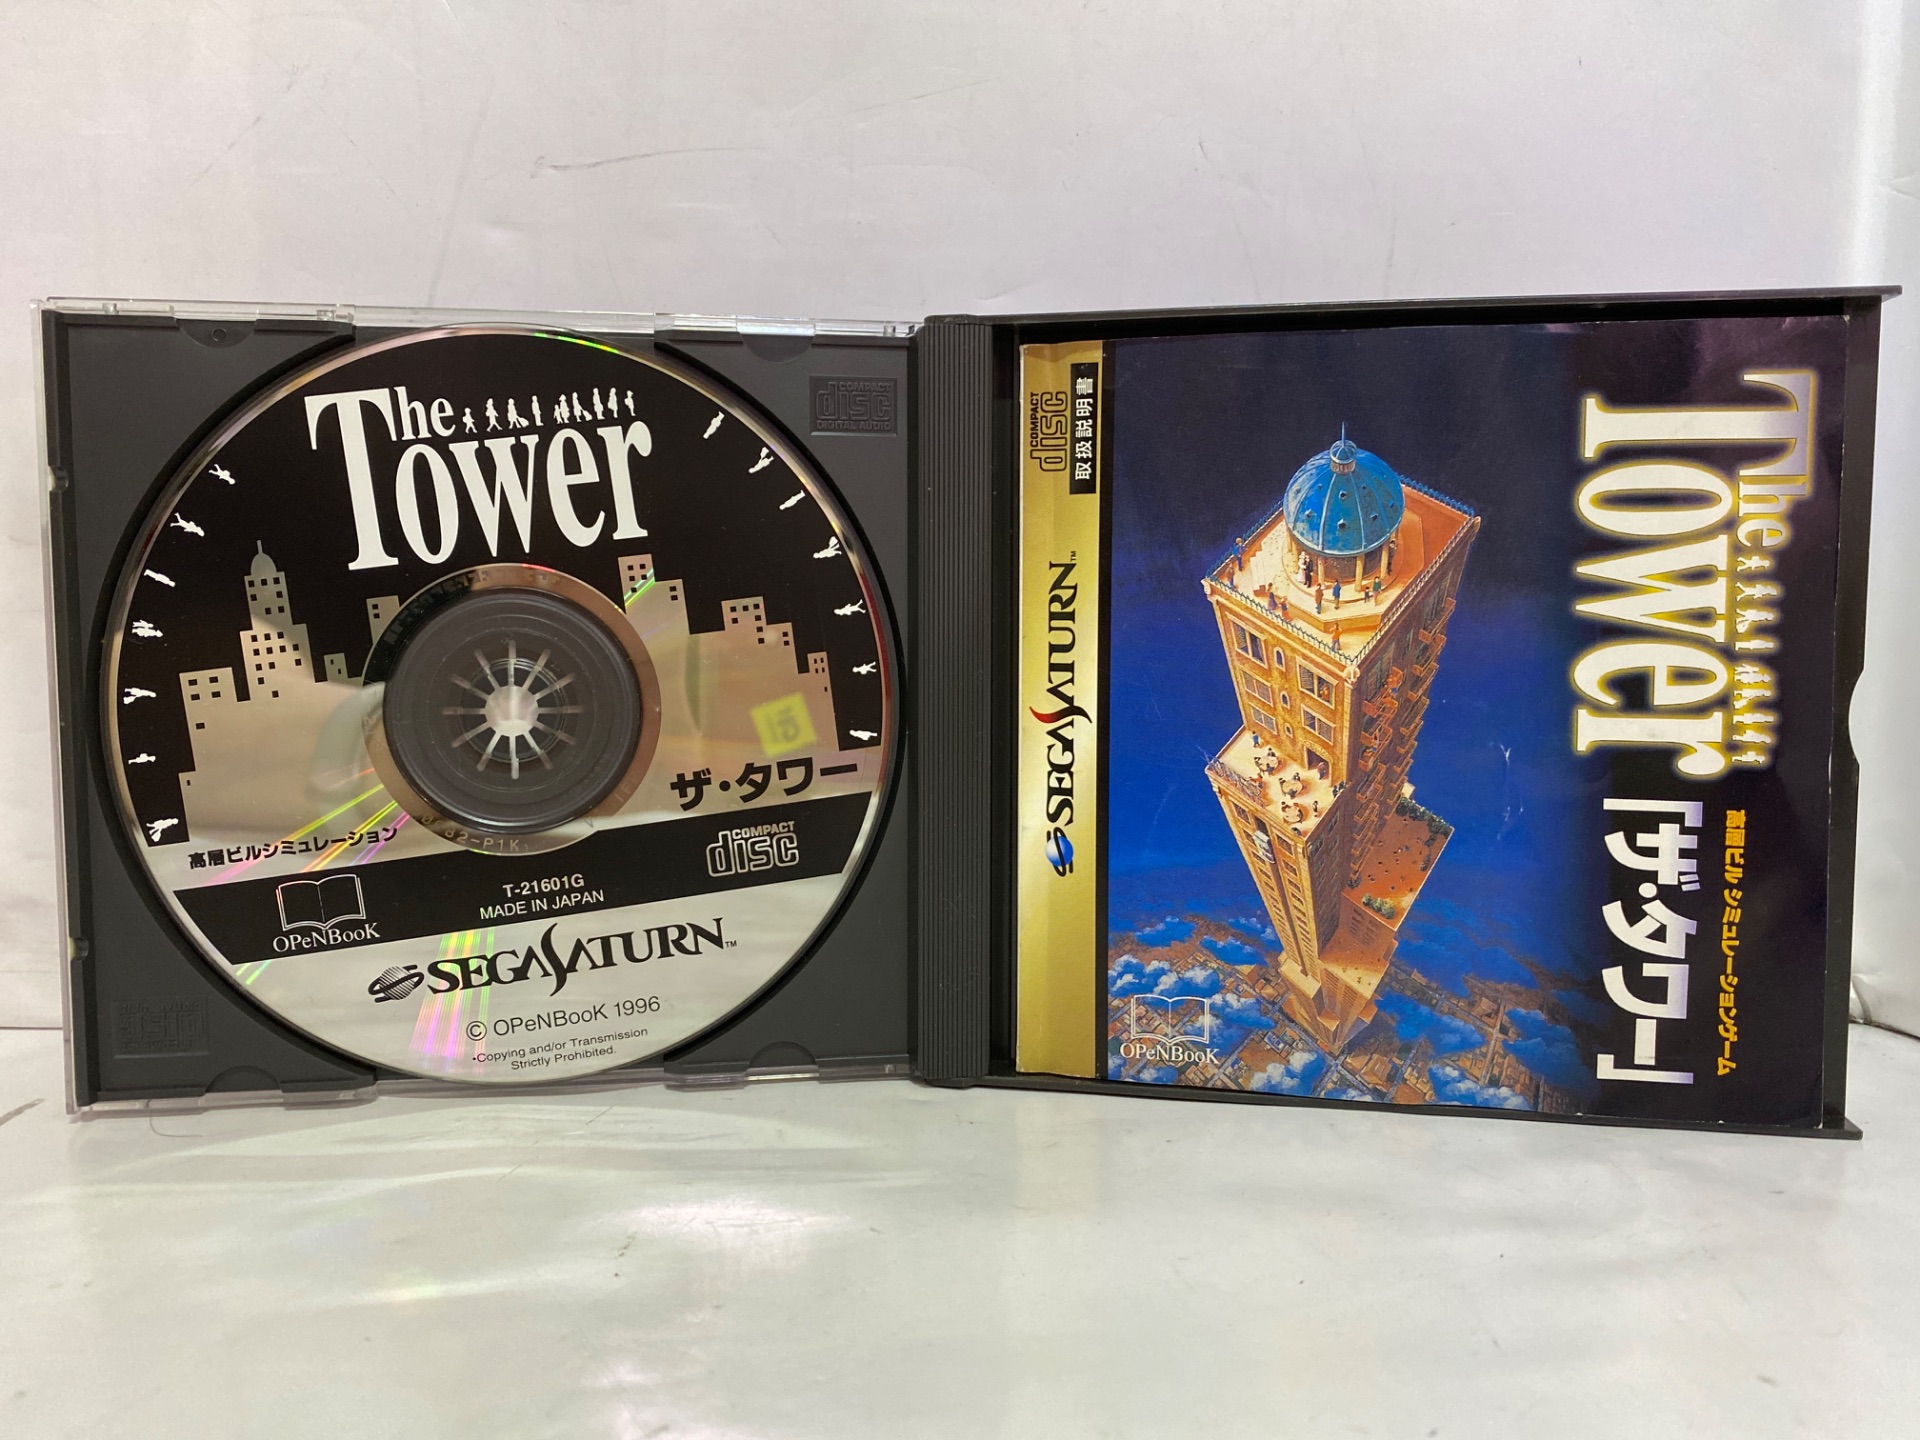 The
Tower
ザ・タワー
高層ビルシミュレーション
COMPACT
disc
T-21601G
MADE IN JAPAN
OPeNBooK
SEGA SATURN™
© OPeNBooK 1996
•Copying and/or Transmission
Strictly Prohibited.
COMPACT
disc
DIGITAL AUDIO
COMPACT
disc
取扱説明書
SEGA SATURN™
The
Tower
「ザ・タワー」
高層ビルシミュレーションゲーム
OPeNBooK